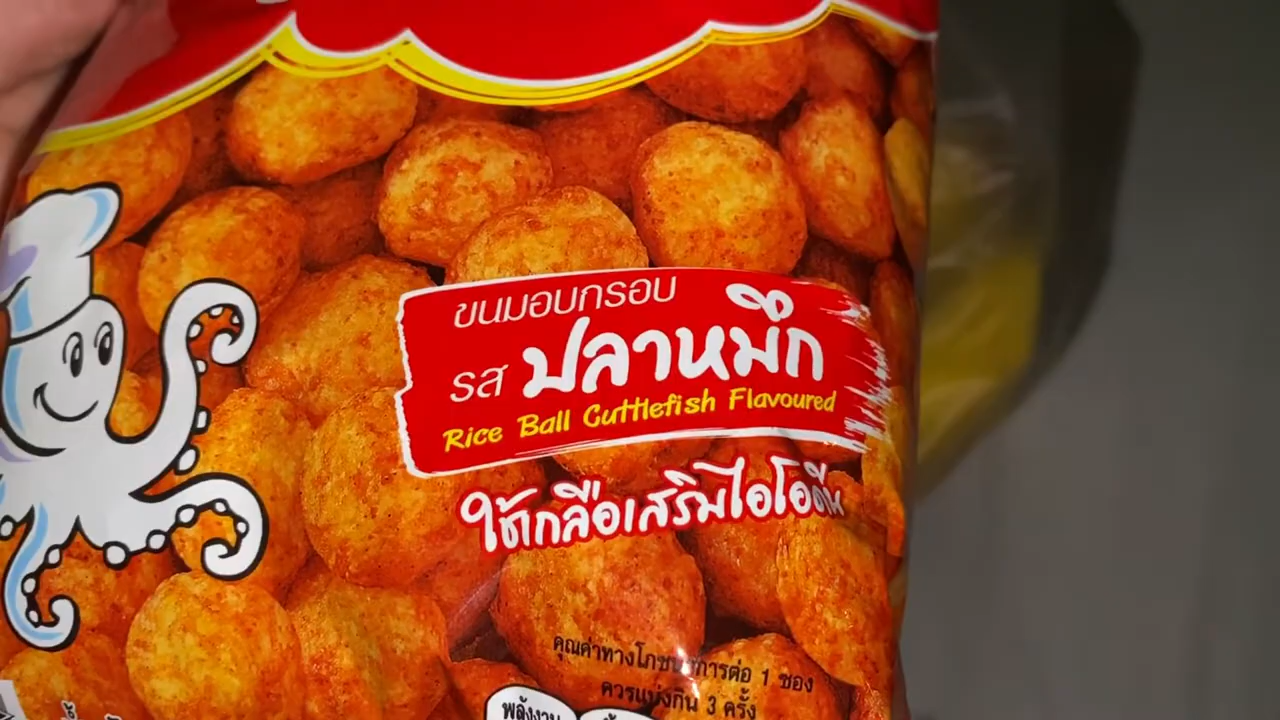 ขนมอบกรอบ
รส ปลาหมึก
Rice Ball Cuttlefish Flavoured
ใช้เกลือเสริมไอโอดีน
คุณค่าทางโภชนาการต่อ 1 ซอง
ควรแบ่งกิน 3 ครั้ง
พลังงาน